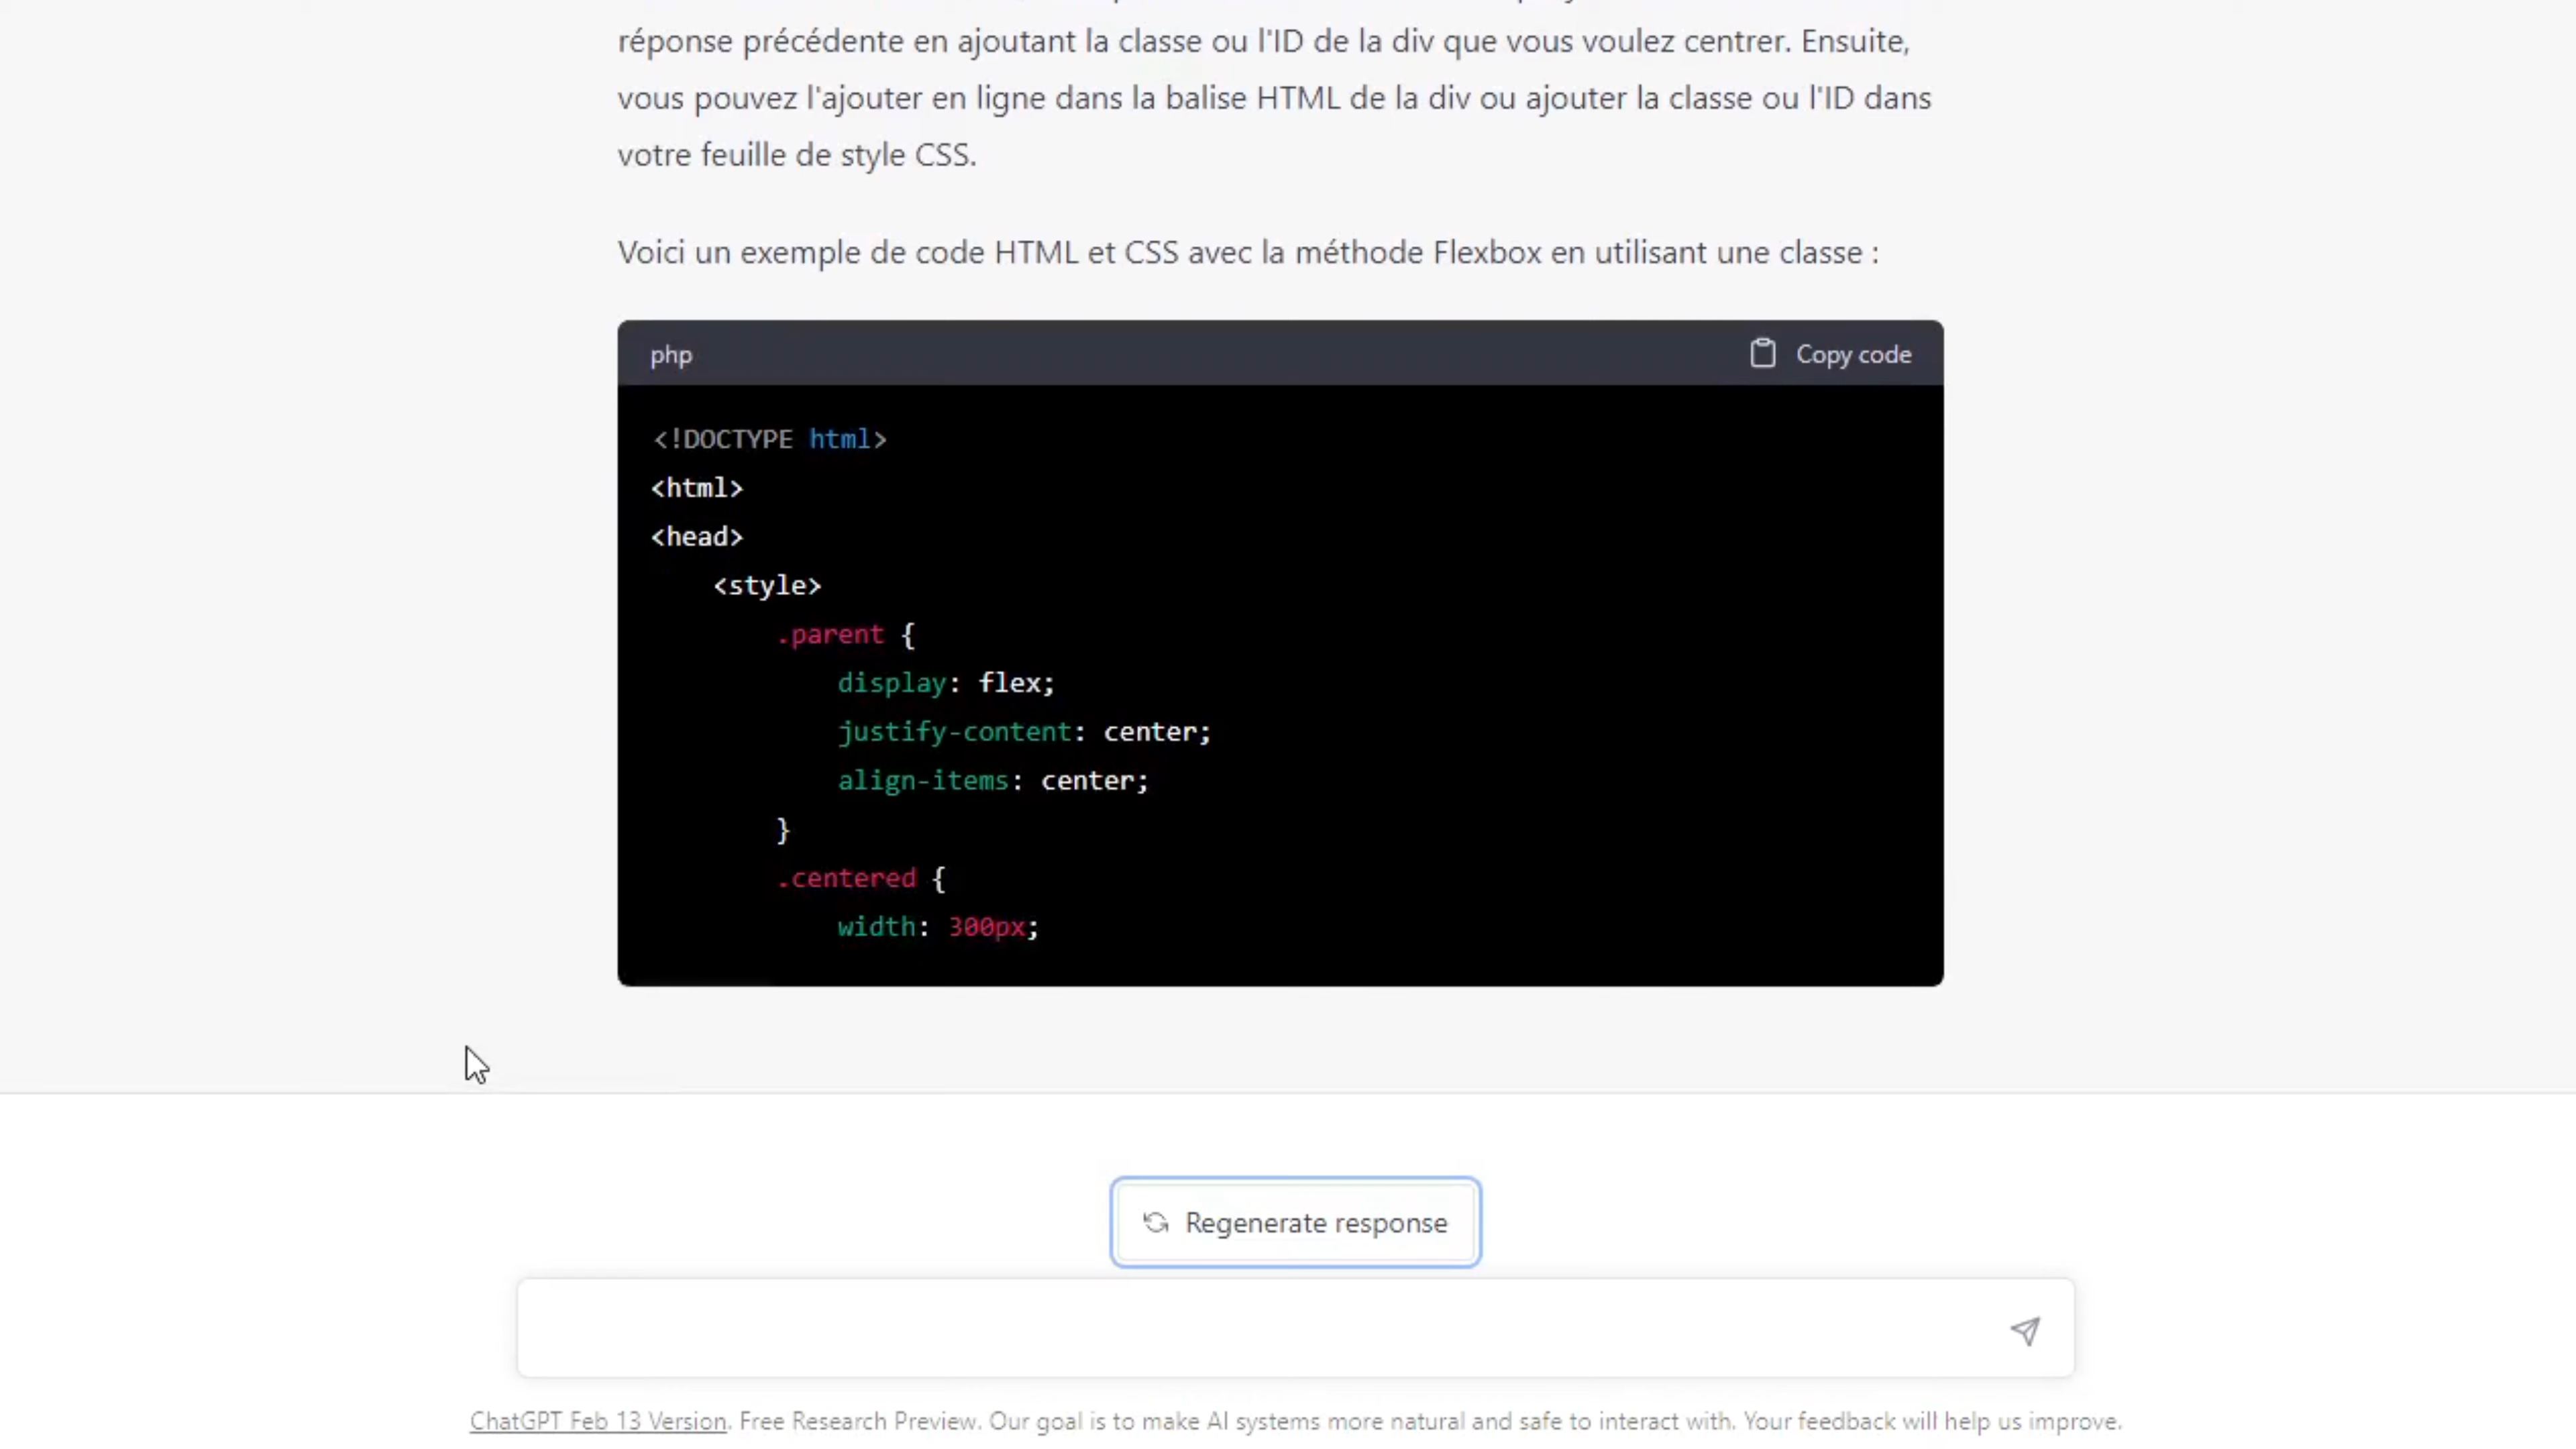 réponse précédente en ajoutant la classe ou l'ID de la div que vous voulez centrer. Ensuite,
vous pouvez l'ajouter en ligne dans la balise HTML de la div ou ajouter la classe ou l'ID dans
votre feuille de style CSS.
Voici un exemple de code HTML et CSS avec la méthode Flexbox en utilisant une classe :
php Copy code
<!DOCTYPE html>
<html>
<head>
    <style>
        .parent {
            display: flex;
            justify-content: center;
            align-items: center;
        }
        .centered {
            width: 300px;
Regenerate response
ChatGPT Feb 13 Version. Free Research Preview. Our goal is to make AI systems more natural and safe to interact with. Your feedback will help us improve.